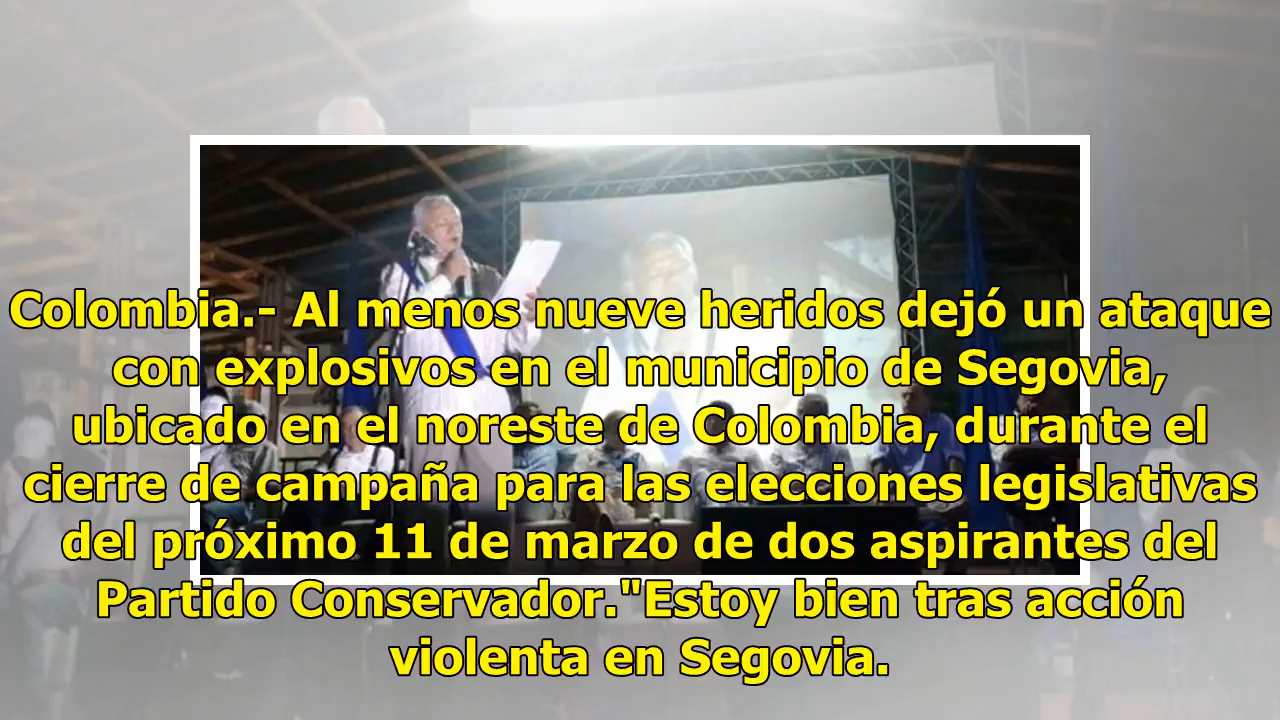 Colombia.- Al menos nueve heridos dejó un ataque
con explosivos en el municipio de Segovia,
ubicado en el noreste de Colombia, durante el
cierre de campaña para las elecciones legislativas
del próximo 11 de marzo de dos aspirantes del
Partido Conservador."Estoy bien tras acción
violenta en Segovia.